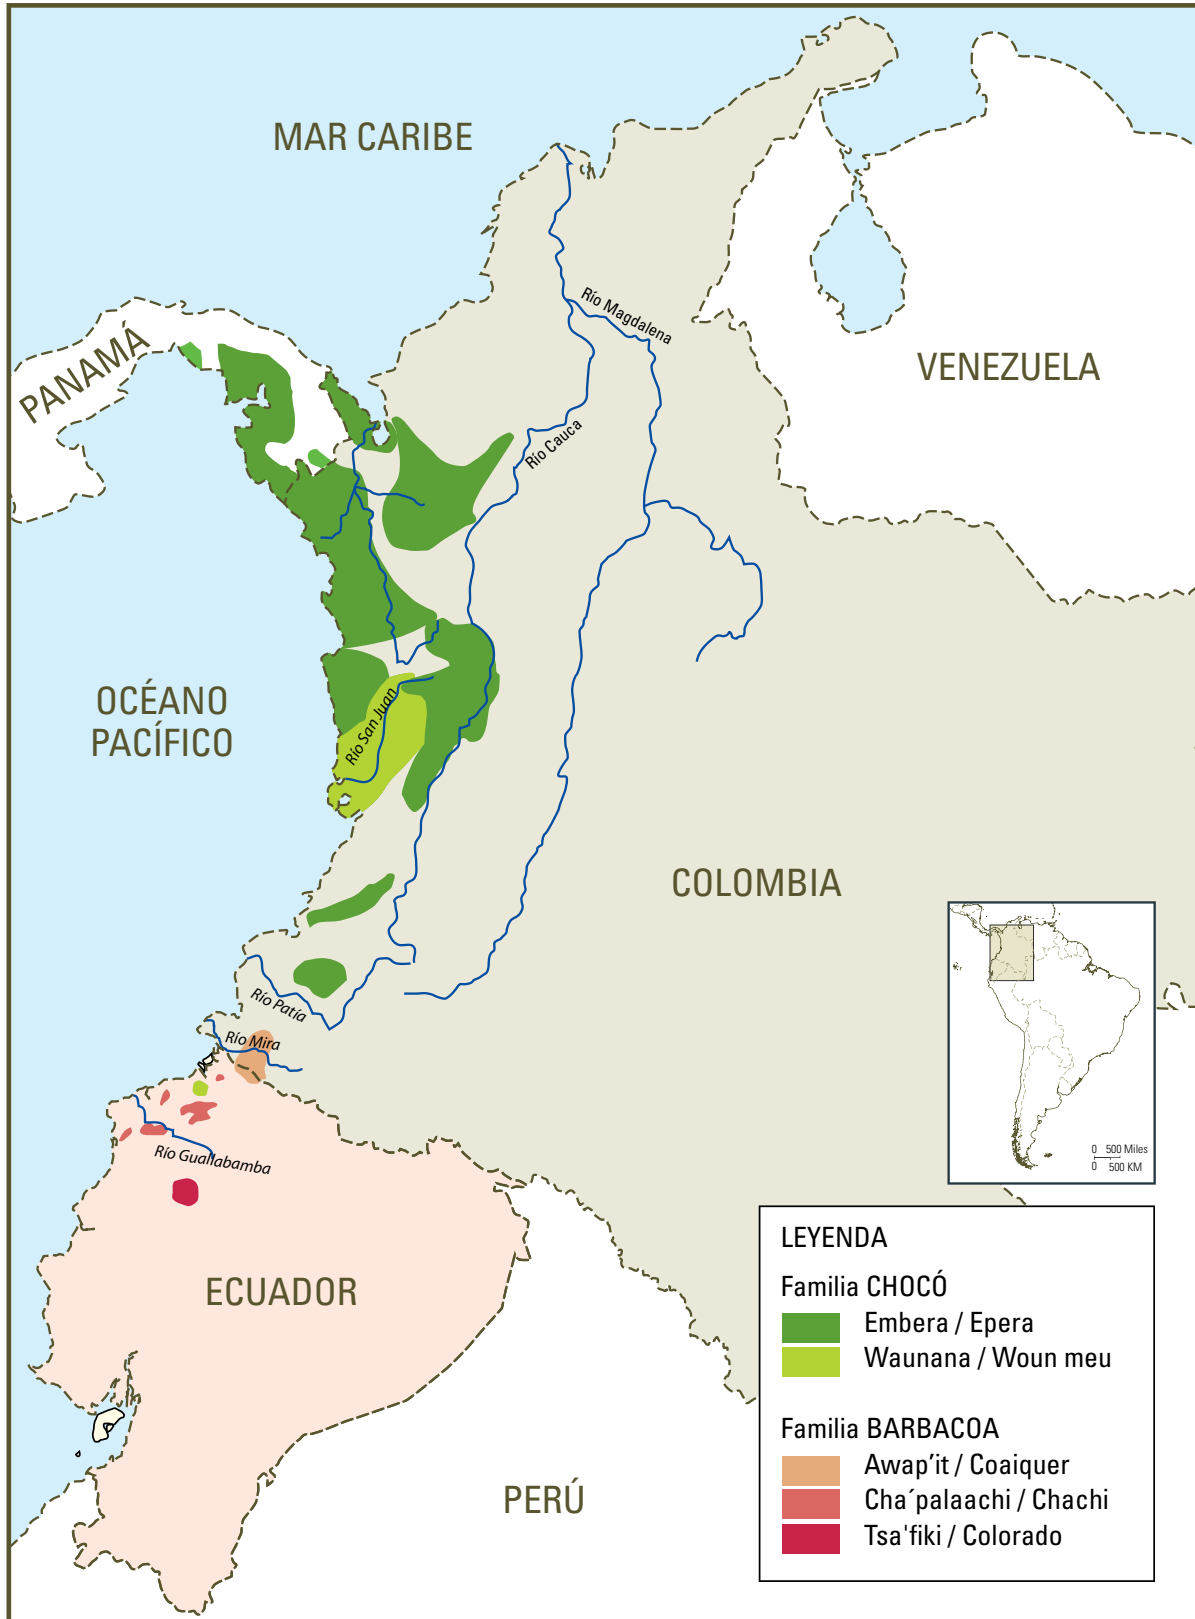 MAR CARIBE
Río Magdalena
PANAMÁ
VENEZUELA
Río Cauca
OCÉANO
PACÍFICO
Río San Juan
COLOMBIA
Río Patía
Río Mira
Río Guallabamba
0 500 Miles
0 500 KM
ECUADOR
PERÚ
LEYENDA
Familia CHOCÓ
Embera / Epera
Waunana / Woun meu
Familia BARBACOA
Awap’it / Coaiquer
Cha´palaachi / Chachi
Tsa'fiki / Colorado